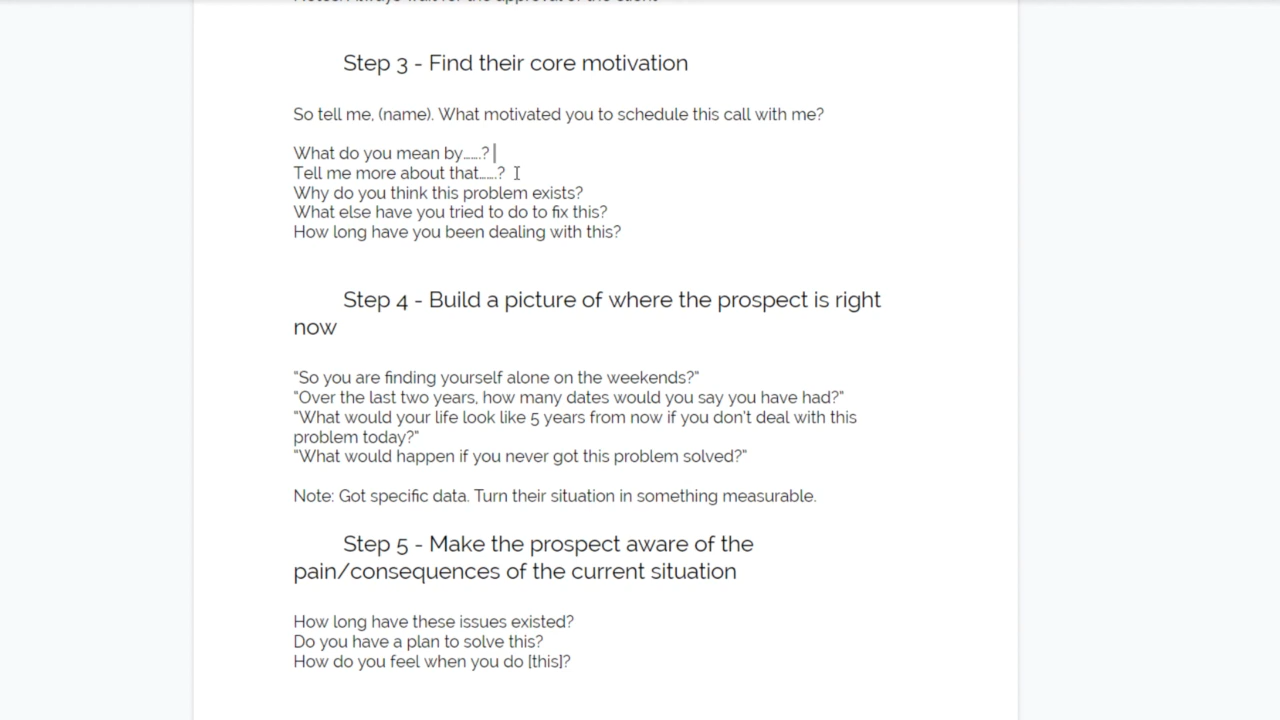 Step 3 - Find their core motivation
So tell me, (name). What motivated you to schedule this call with me?
What do you mean by…….?
Tell me more about that…….?
Why do you think this problem exists?
What else have you tried to do to fix this?
How long have you been dealing with this?
Step 4 - Build a picture of where the prospect is right
now
"So you are finding yourself alone on the weekends?"
"Over the last two years, how many dates would you say you have had?"
"What would your life look like 5 years from now if you don't deal with this
problem today?"
"What would happen if you never got this problem solved?"
Note: Got specific data. Turn their situation in something measurable.
Step 5 - Make the prospect aware of the
pain/consequences of the current situation
How long have these issues existed?
Do you have a plan to solve this?
How do you feel when you do [this]?